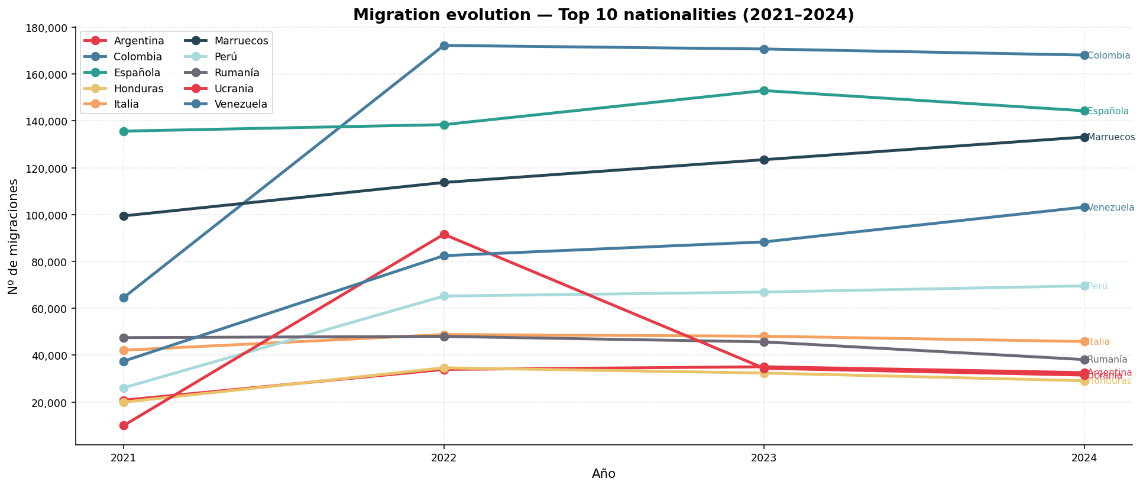 Migration evolution — Top 10 nationalities (2021–2024)
Argentina
Colombia
Española
Honduras
Italia
Marruecos
Perú
Rumanía
Ucrania
Venezuela
180,000
160,000
140,000
120,000
100,000
80,000
60,000
40,000
20,000
Nº de migraciones
Colombia
Española
Marruecos
Venezuela
Perú
Italia
Rumanía
Argentina
Ucrania
Honduras
2021
2022
2023
2024
Año